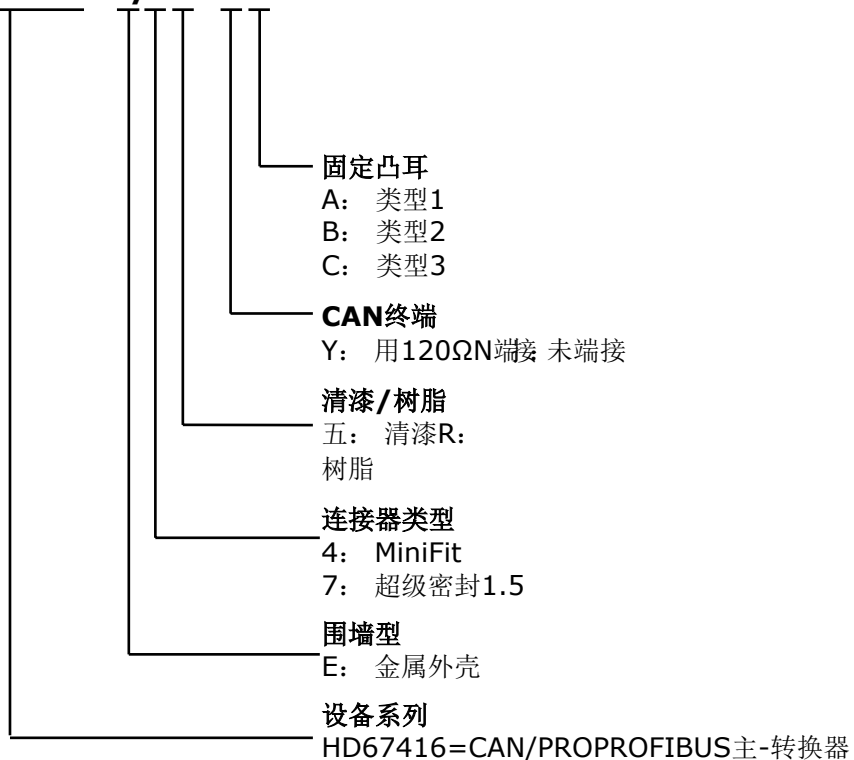 固定凸耳
A： 类型1
B： 类型2
C： 类型3
CAN终端
Y： 用120ΩN端接：未端接
清漆/树脂
五： 清漆R：
树脂
连接器类型
4： MiniFit
7： 超级密封1.5
围墙型
E： 金属外壳
设备系列
HD67416=CAN/PROPROFIBUS主-转换器